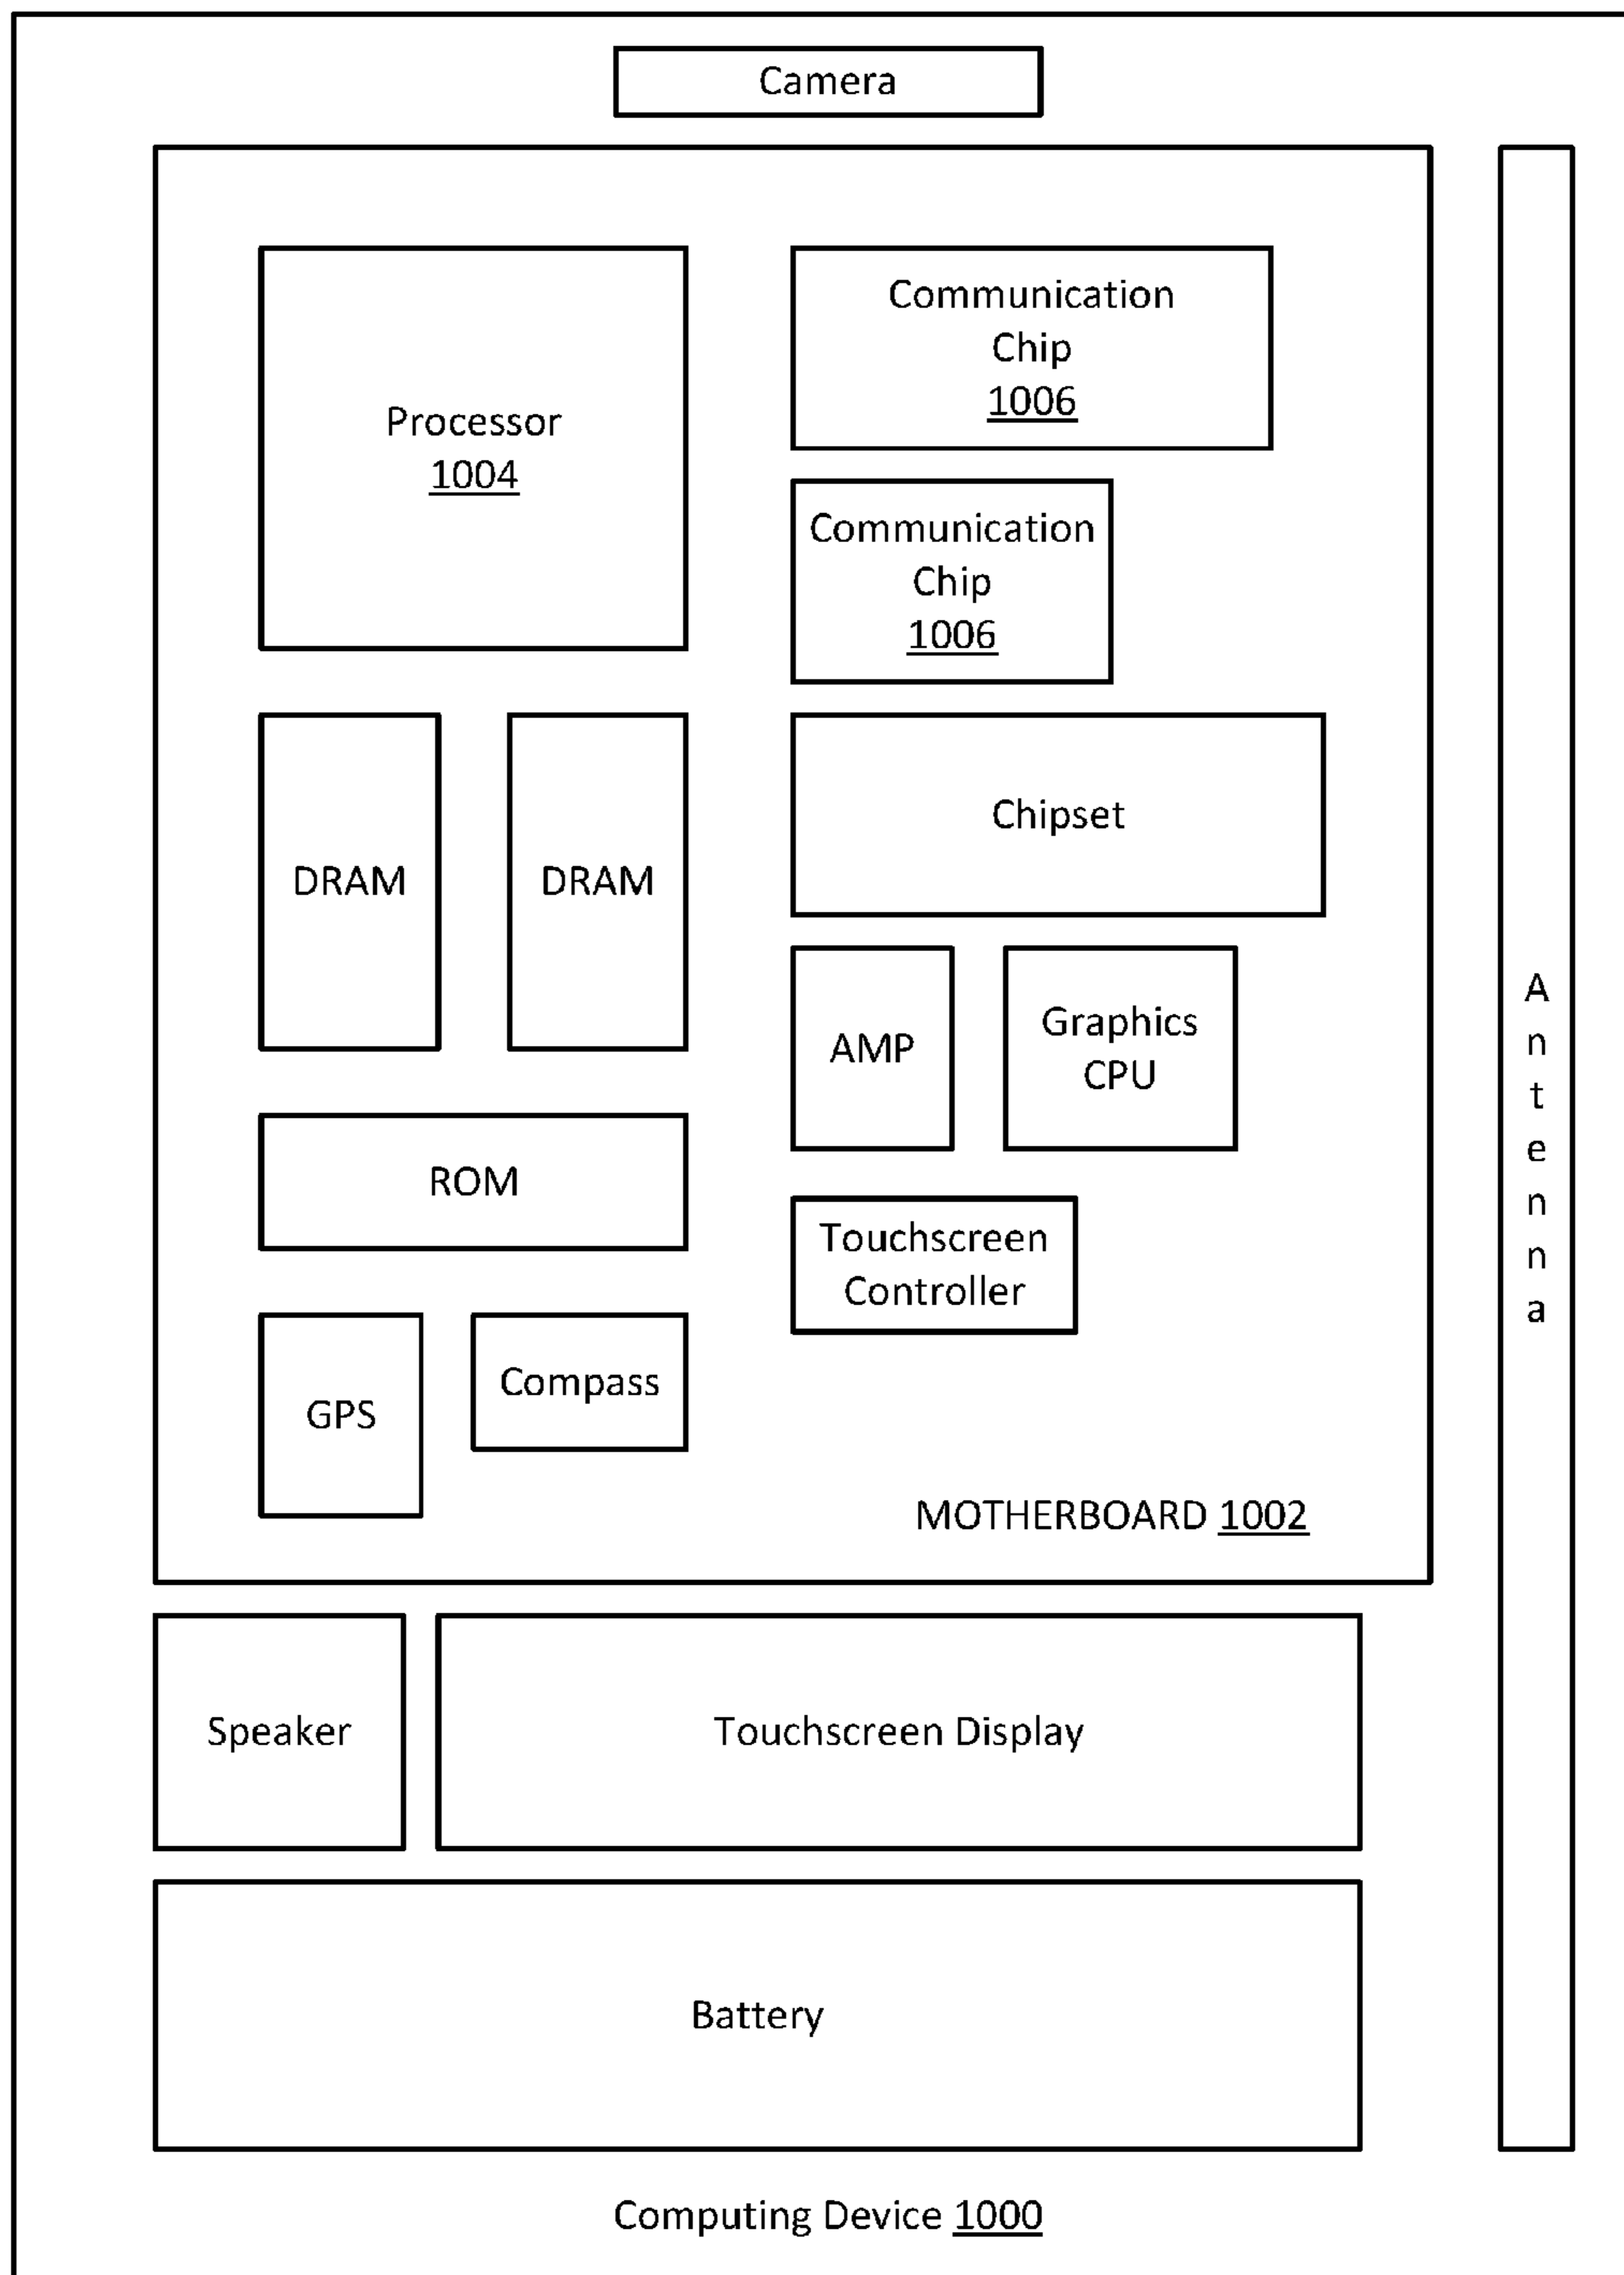 Camera
Processor
1004
Communication
Chip
1006
Communication
Chip
1006
DRAM
DRAM
Chipset
AMP
Graphics
CPU
ROM
Touchscreen
Controller
GPS
Compass
MOTHERBOARD 1002
Antenna
Speaker
Touchscreen Display
Battery
Computing Device 1000